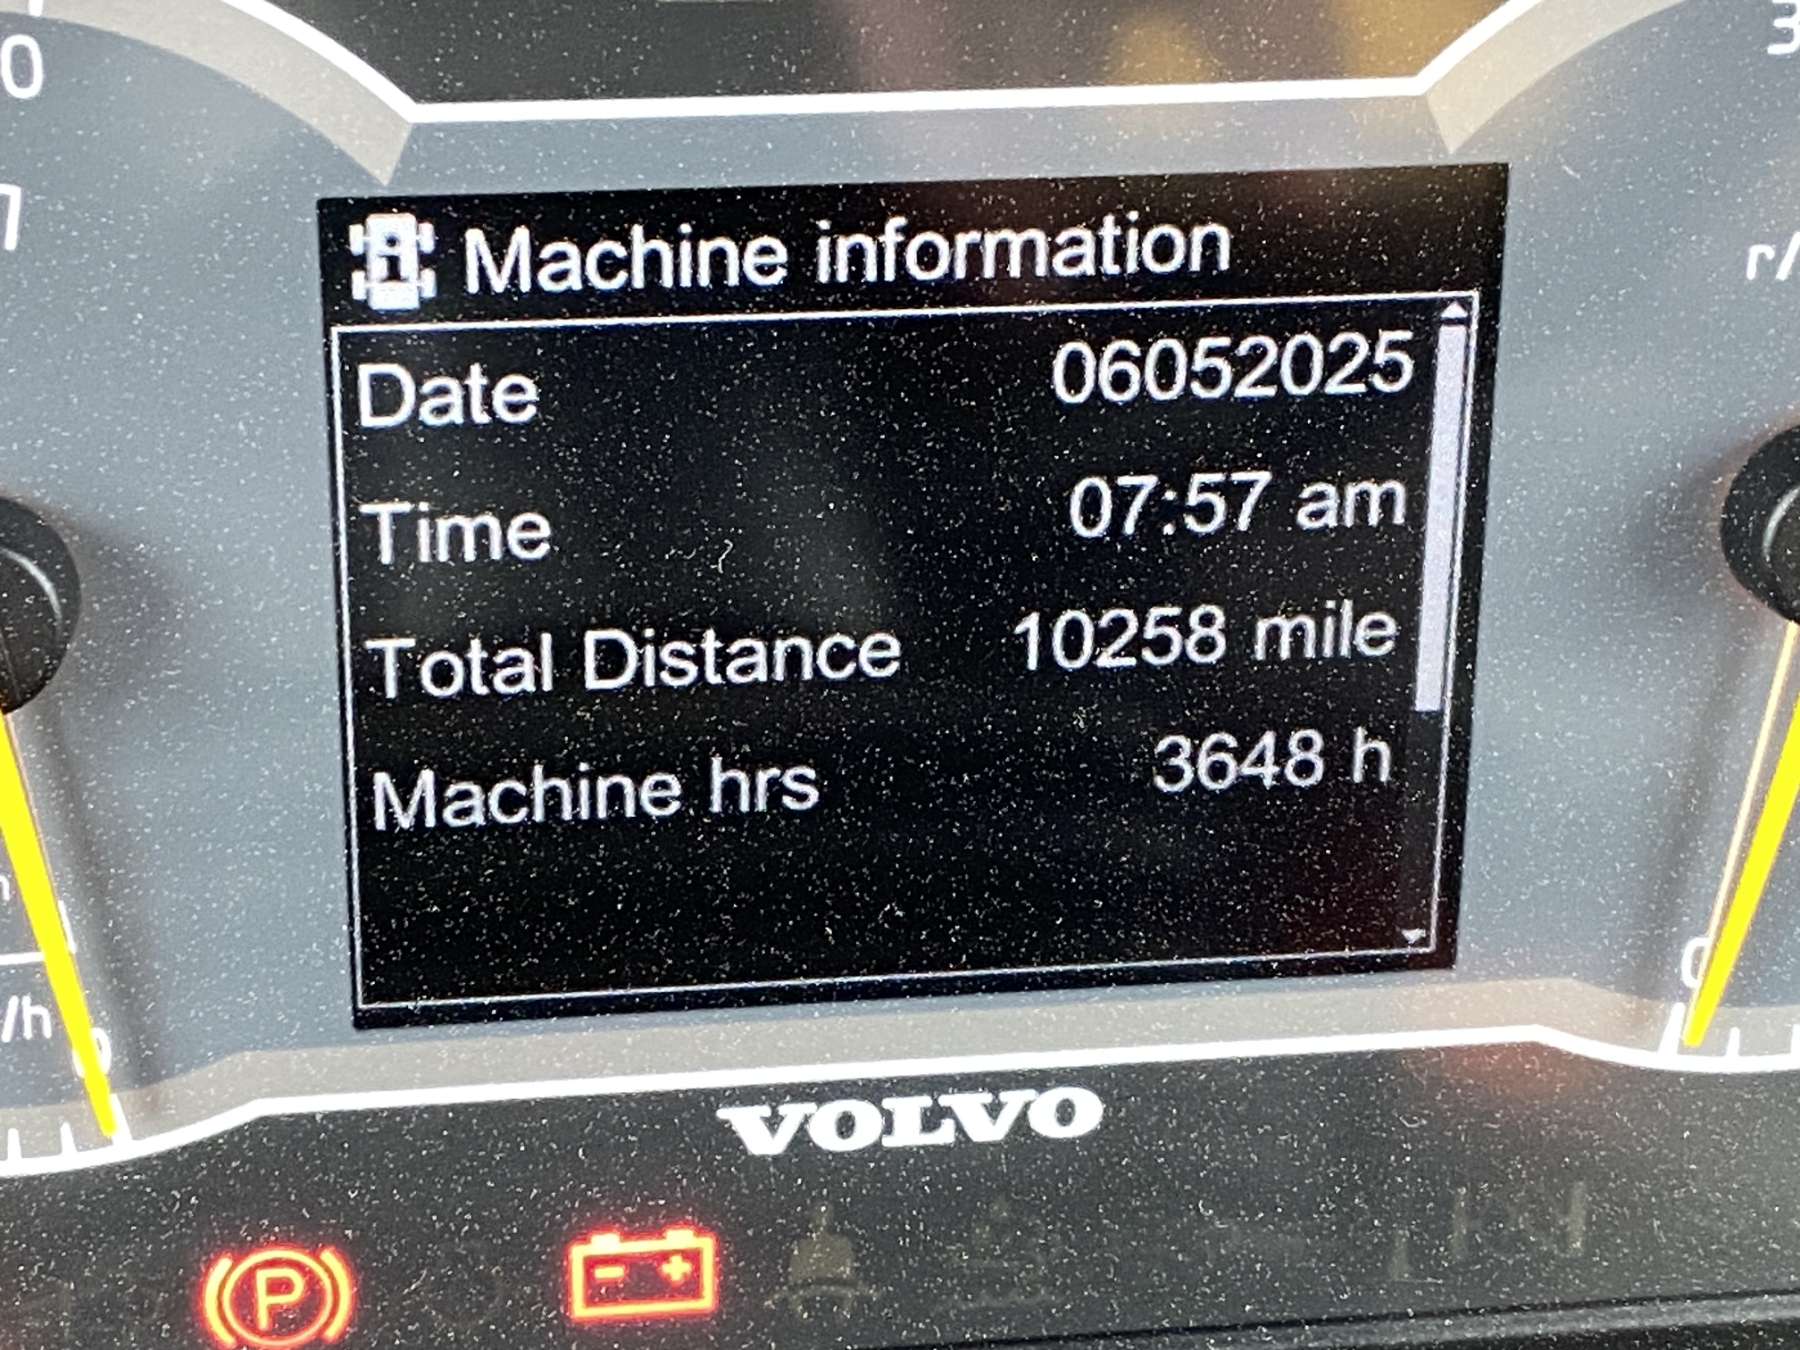 Machine information
Date 06052025
Time 07:57 am
Total Distance 10258 mile
Machine hrs 3648 h
VOLVO
P